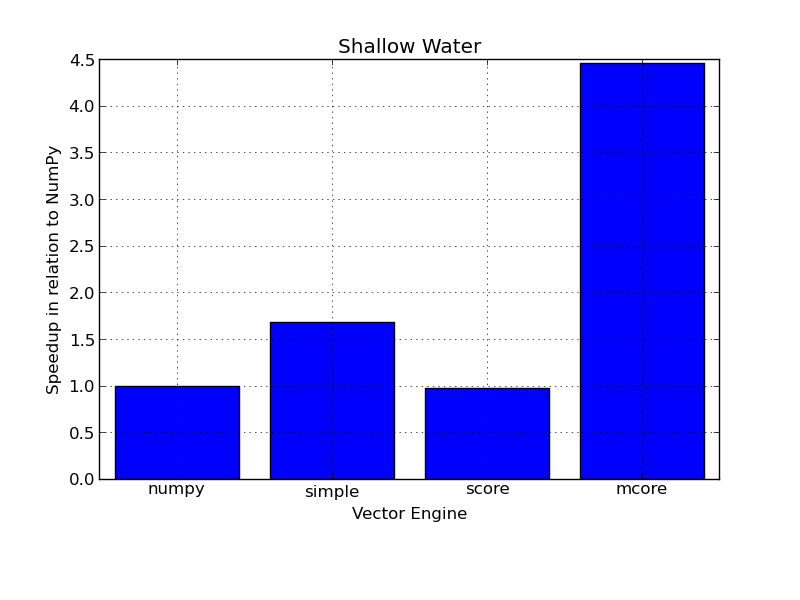 Shallow Water
4.5
4.0
3.5
3.0
2.5
2.0
1.5
1.0
0.5
0.0
Speedup in relation to NumPy
numpy simple score mcore
Vector Engine